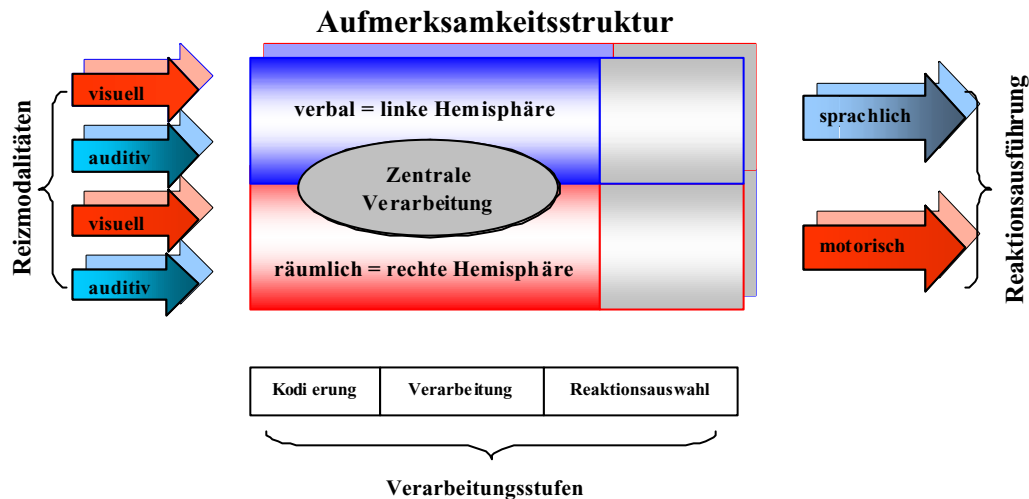 Aufmerksamkeitsstruktur
Reizmodalitäten
visuell
auditiv
visuell
auditiv
verbal = linke Hemisphäre
Zentrale
Verarbeitung
räumlich = rechte Hemisphäre
sprachlich
motorisch
Reaktionsausführung
Kodi erung
Verarbeitung
Reaktionsauswahl
Verarbeitungsstufen